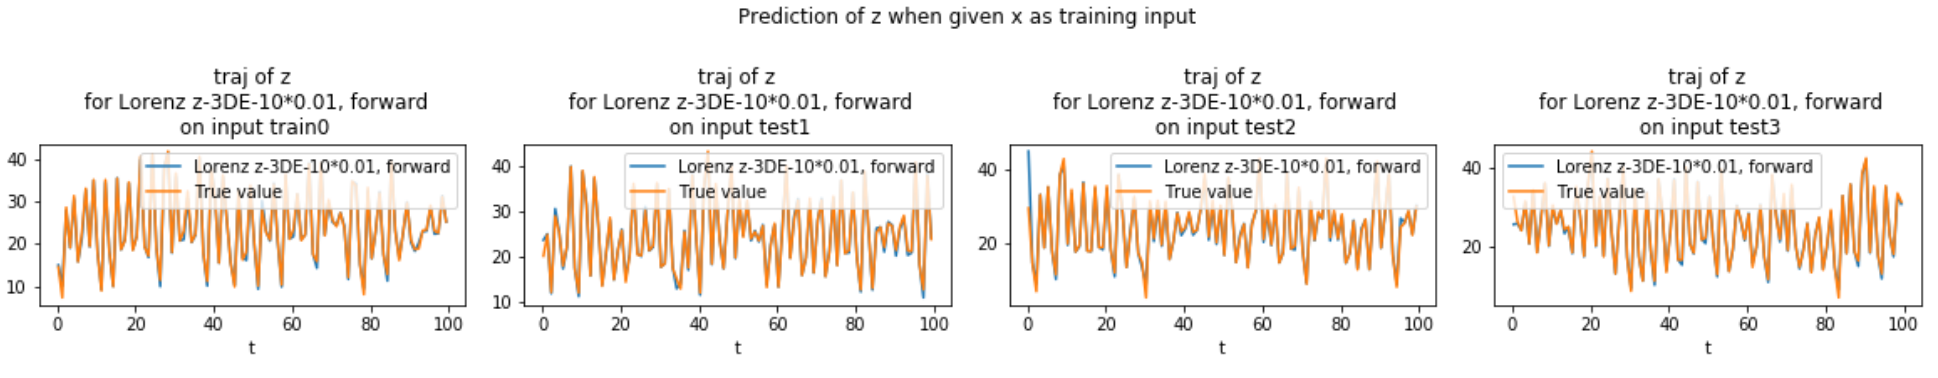 Prediction of z when given x as training input
traj of z
for Lorenz z-3DE-10*0.01, forward
on input train0
40
30
20
10
Lorenz z-3DE-10*0.01, forward
True value
0 20 40 60 80 100
t
traj of z
for Lorenz z-3DE-10*0.01, forward
on input test1
40
30
20
10
Lorenz z-3DE-10*0.01, forward
True value
0 20 40 60 80 100
t
traj of z
for Lorenz z-3DE-10*0.01, forward
on input test2
40
20
Lorenz z-3DE-10*0.01, forward
True value
0 20 40 60 80 100
t
traj of z
for Lorenz z-3DE-10*0.01, forward
on input test3
40
20
Lorenz z-3DE-10*0.01, forward
True value
0 20 40 60 80 100
t